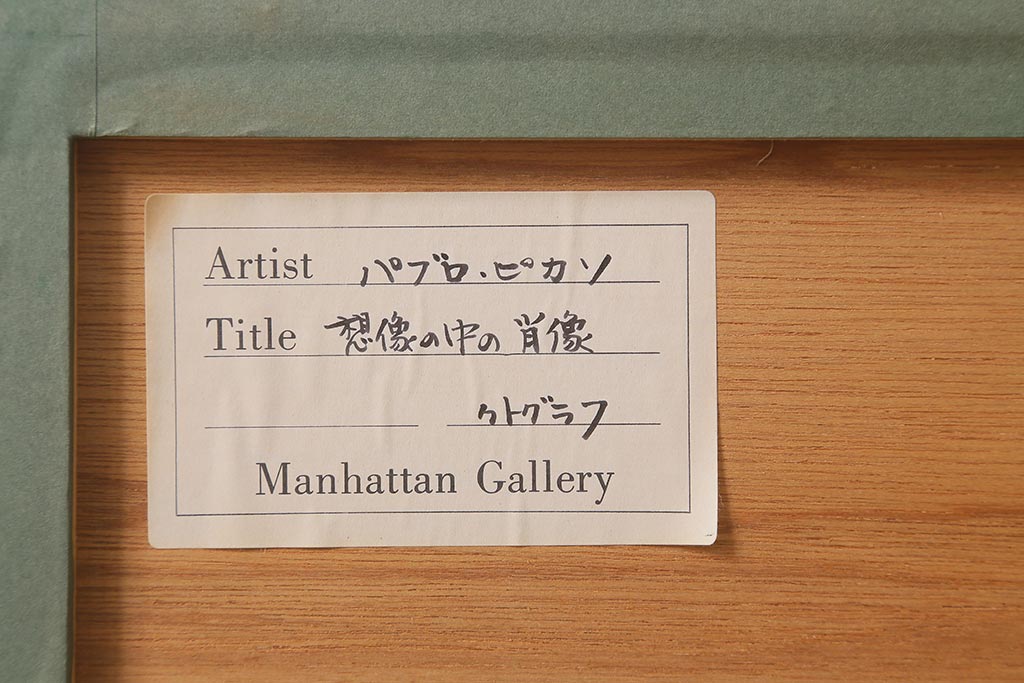 Artist パブロ・ピカソ
Title 想像の中の肖像
リトグラフ
Manhattan Gallery